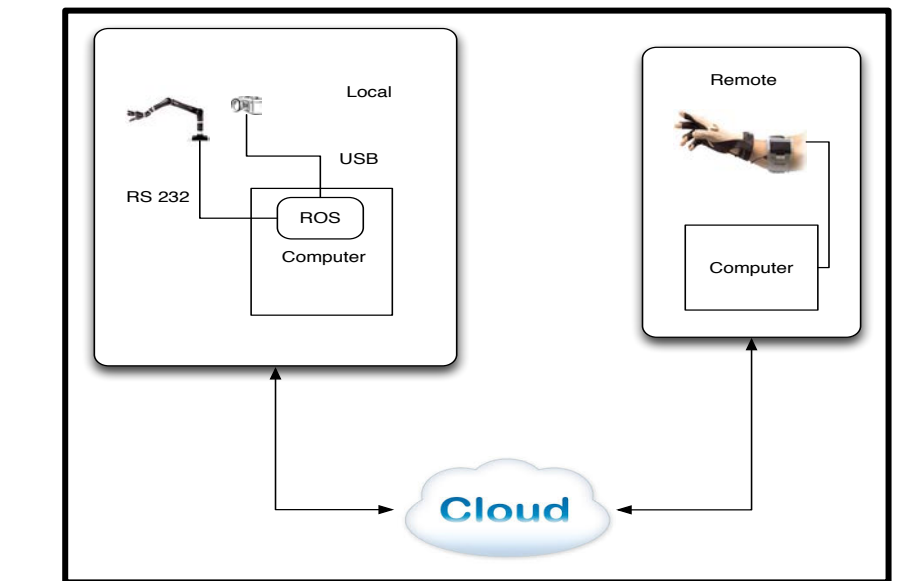 Local
USB
RS 232
ROS
Computer
Remote
Computer
Cloud